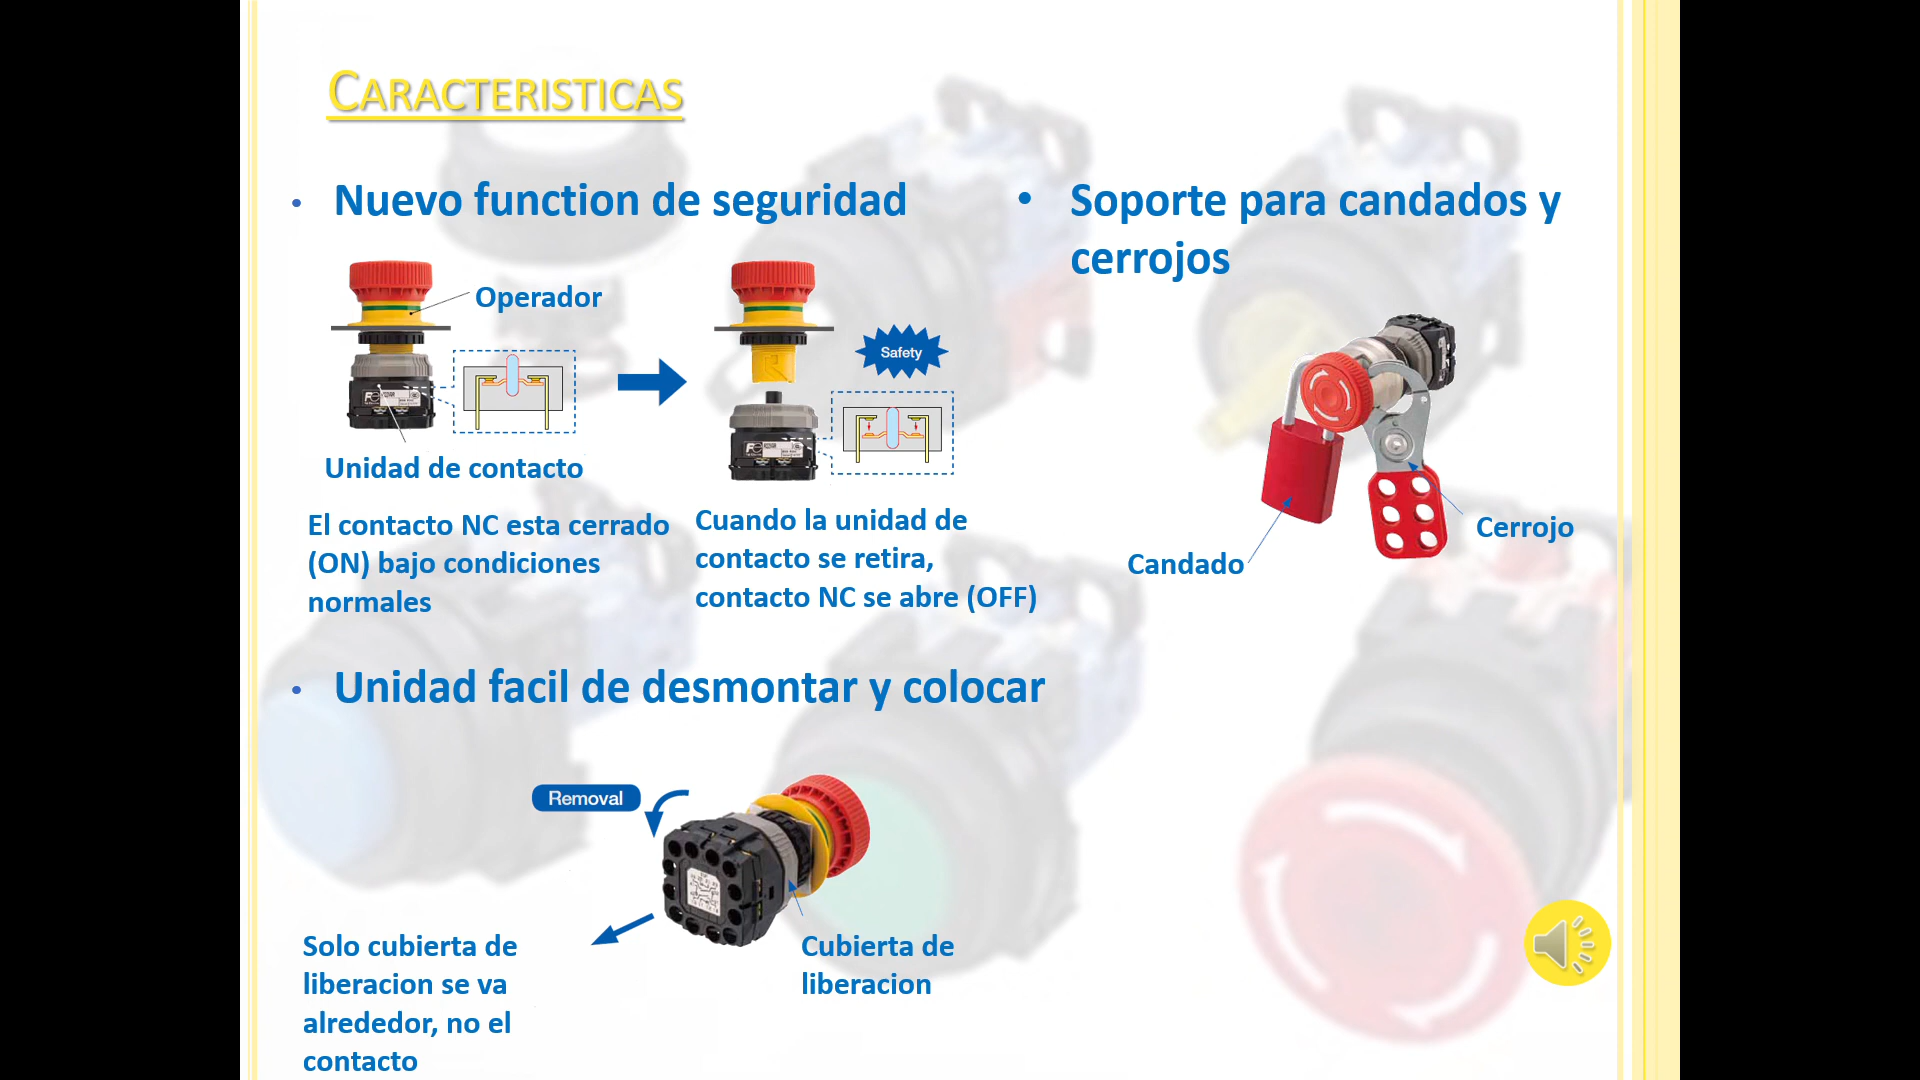 CARACTERISTICAS
• Nuevo function de seguridad
Operador
Unidad de contacto
El contacto NC esta cerrado
(ON) bajo condiciones
normales
Safety
Cuando la unidad de
contacto se retira,
contacto NC se abre (OFF)
• Soporte para candados y
cerrojos
Candado
Cerrojo
• Unidad facil de desmontar y colocar
Removal
Solo cubierta de
liberacion se va
alrededor, no el
contacto
Cubierta de
liberacion